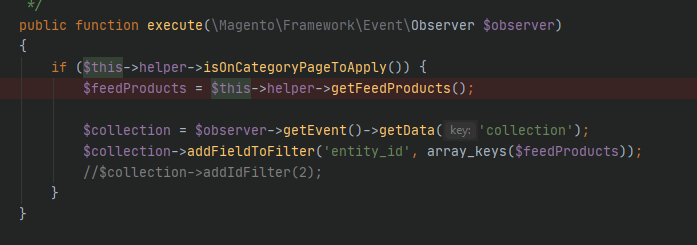 */
public function execute(\Magento\Framework\Event\Observer $observer)
{
if ($this->helper->isOnCategoryPageToApply()) {
$feedProducts = $this->helper->getFeedProducts();
$collection = $observer->getEvent()->getData( key: 'collection');
$collection->addFieldToFilter('entity_id', array_keys($feedProducts));
//$collection->addIdFilter(2);
}
}